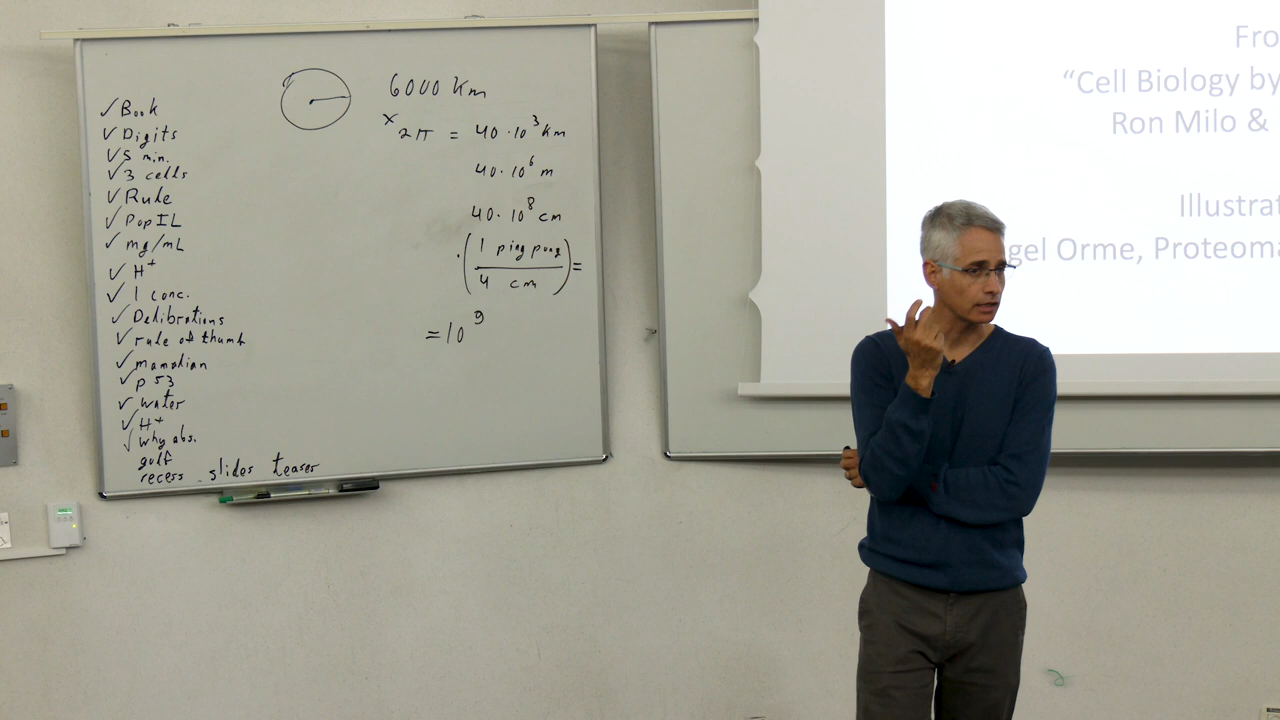 ✓ Book
✓ Digits
✓ 5 min.
✓ 3 cells
✓ Rule
✓ PopIL
✓ mg/mL
✓ H+
✓ 1 conc.
✓ Delibrations
✓ rule of thumb
✓ mamalian
✓ p53
✓ water
✓ H+
✓ why abs.
golf
recess - slides teaser
6000 Km
x 2π = 40·10³ Km
40·10⁶ m
40·10⁸ cm
·(1 ping pong / 4 cm) =
= 10⁹
Fro
“Cell Biology by
Ron Milo &
Illustrat
gel Orme, Proteoma